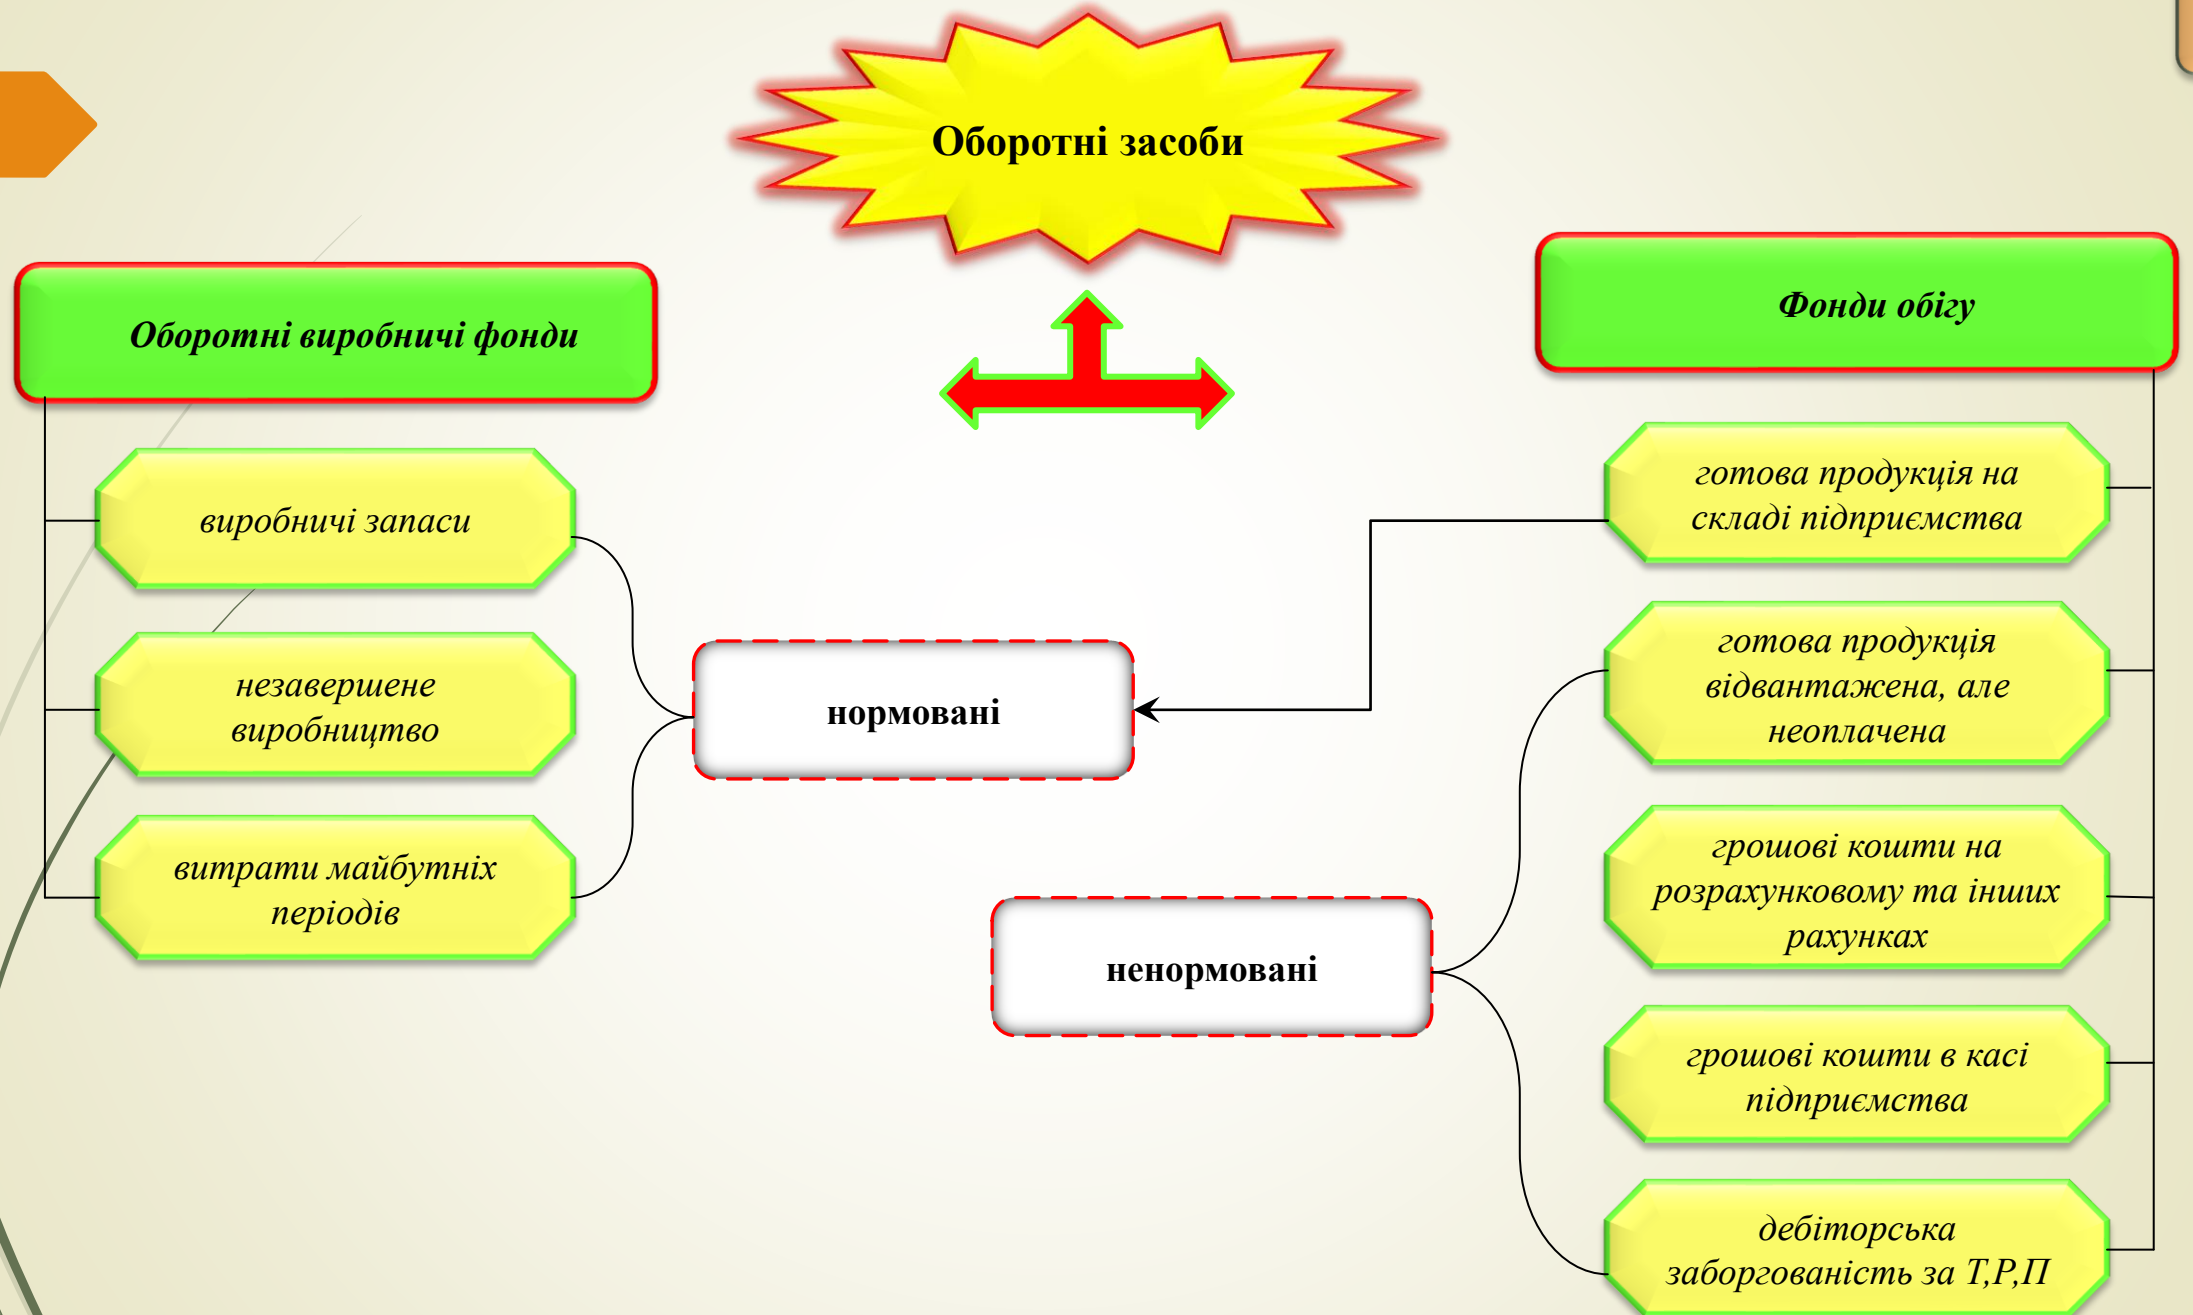 Оборотні засоби
Оборотні виробничі фонди
виробничі запаси
незавершене
виробництво
витрати майбутніх
періодів
нормовані
ненормовані
Фонди обігу
готова продукція на
складі підприємства
готова продукція
відвантажена, але
неоплачена
грошові кошти на
розрахунковому та інших
рахунках
грошові кошти в касі
підприємства
дебіторська
заборгованість за Т,Р,П